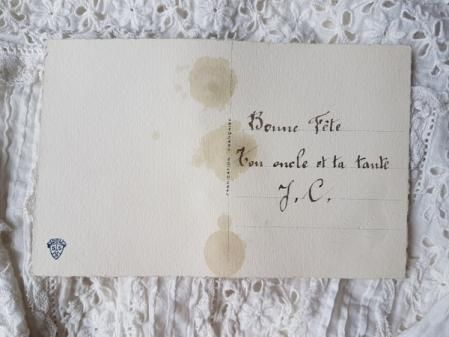 Bonne Fête
Ton oncle et ta tante
J. C.